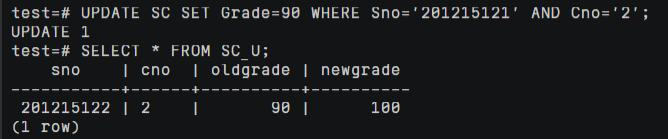 test=# UPDATE SC SET Grade=90 WHERE Sno='201215121' AND Cno='2';
UPDATE 1
test=# SELECT * FROM SC_U;
    sno    | cno  | oldgrade | newgrade
-----------+------+----------+----------
 201215122 | 2    |       90 |      100
(1 row)